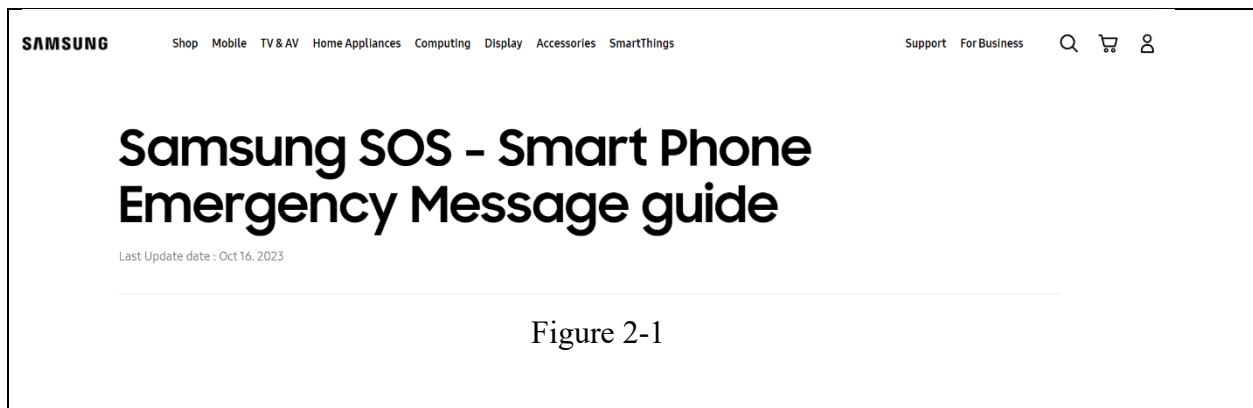 SAMSUNG Shop Mobile TV & AV Home Appliances Computing Display Accessories SmartThings Support For Business
Samsung SOS - Smart Phone
Emergency Message guide
Last Update date : Oct 16. 2023
Figure 2-1